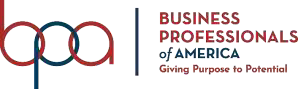 bpa
BUSINESS
PROFESSIONALS
of AMERICA
Giving Purpose to Potential